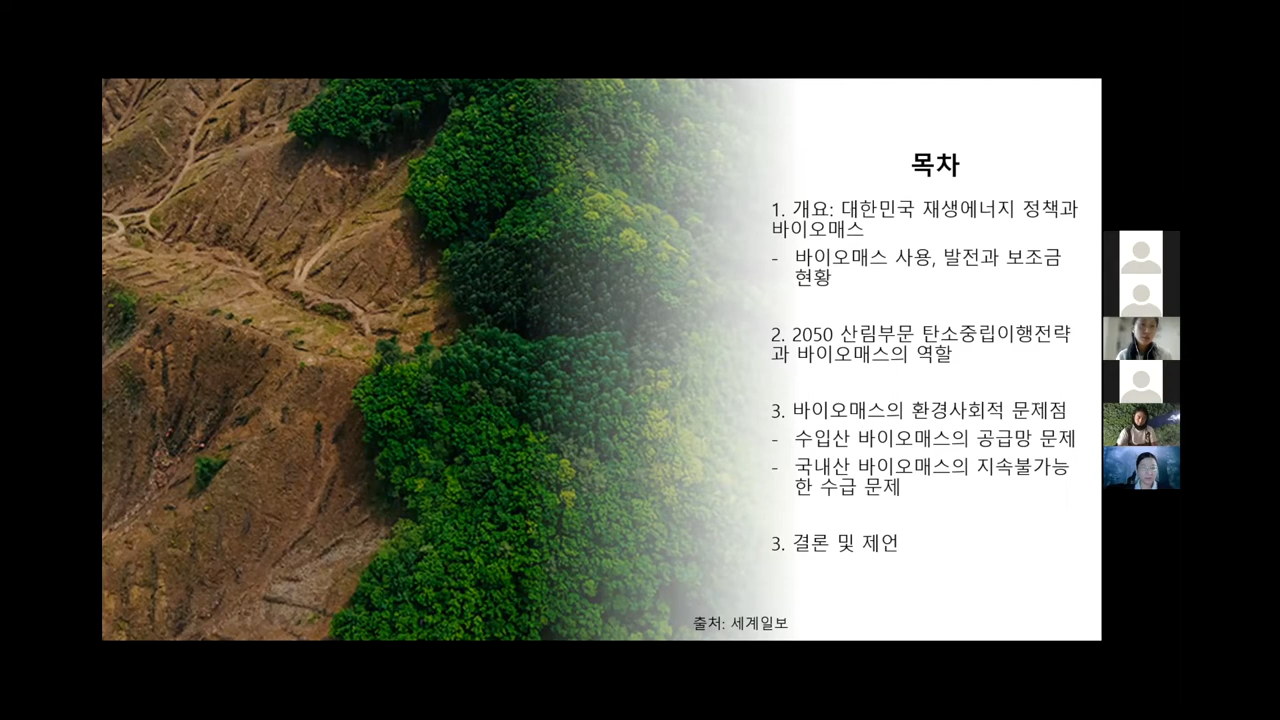 목차
1. 개요: 대한민국 재생에너지 정책과
바이오매스
- 바이오매스 사용, 발전과 보조금
현황
2. 2050 산림부문 탄소중립이행전략
과 바이오매스의 역할
3. 바이오매스의 환경사회적 문제점
- 수입산 바이오매스의 공급망 문제
- 국내산 바이오매스의 지속불가능
한 수급 문제
3. 결론 및 제언
출처: 세계일보